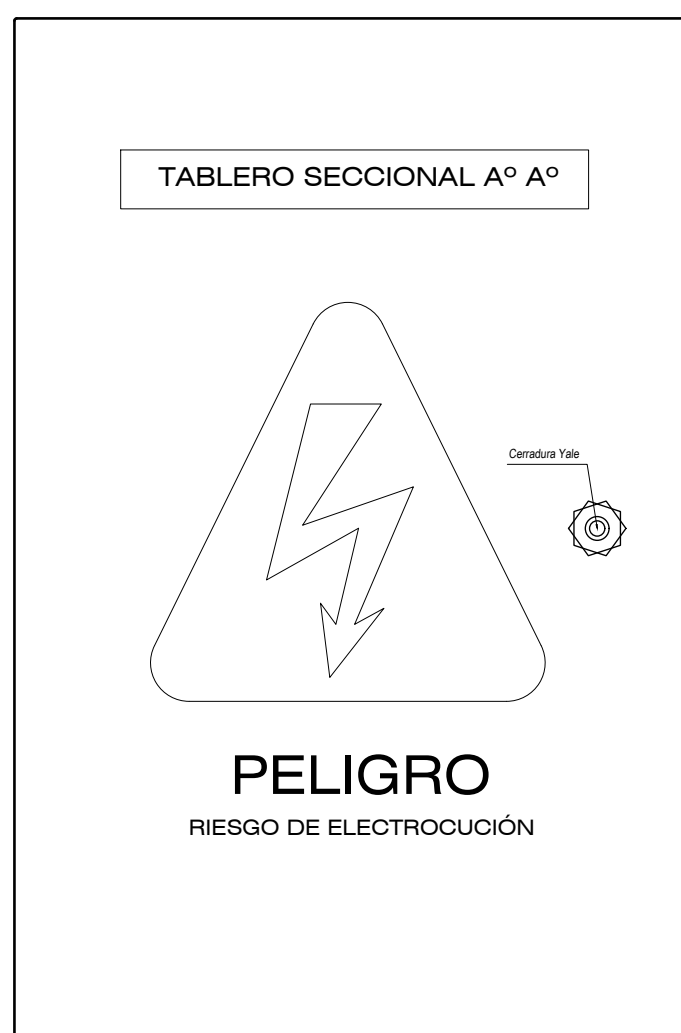 TABLERO SECCIONAL Aº Aº
Cerradura Yale
PELIGRO
RIESGO DE ELECTROCUCIÓN